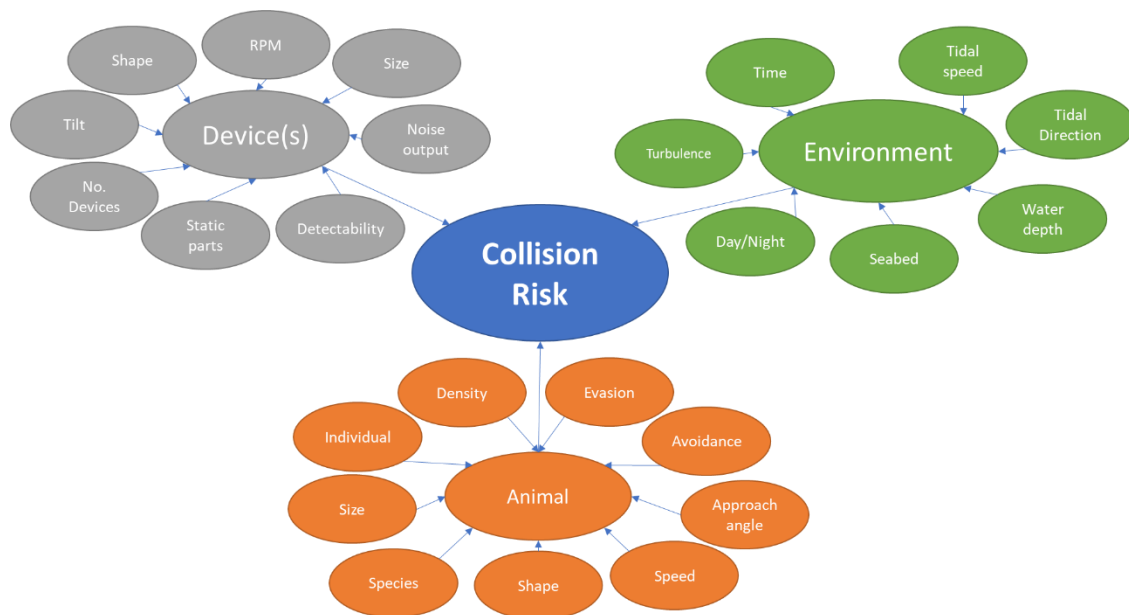 RPM
Shape
Size
Tilt
Device(s)
Noise
output
No.
Devices
Static
parts
Detectability
Time
Tidal
speed
Tidal
Direction
Turbulence
Environment
Water
depth
Day/Night
Seabed
Collision
Risk
Density
Evasion
Individual
Avoidance
Size
Animal
Approach
angle
Species
Shape
Speed